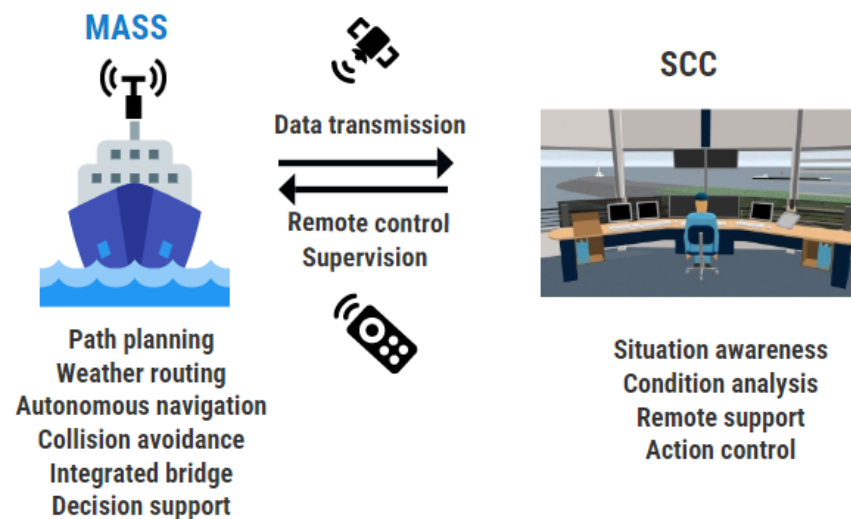 MASS
SCC
Data transmission
Remote control
Supervision
Path planning
Weather routing
Autonomous navigation
Collision avoidance
Integrated bridge
Decision support
Situation awareness
Condition analysis
Remote support
Action control